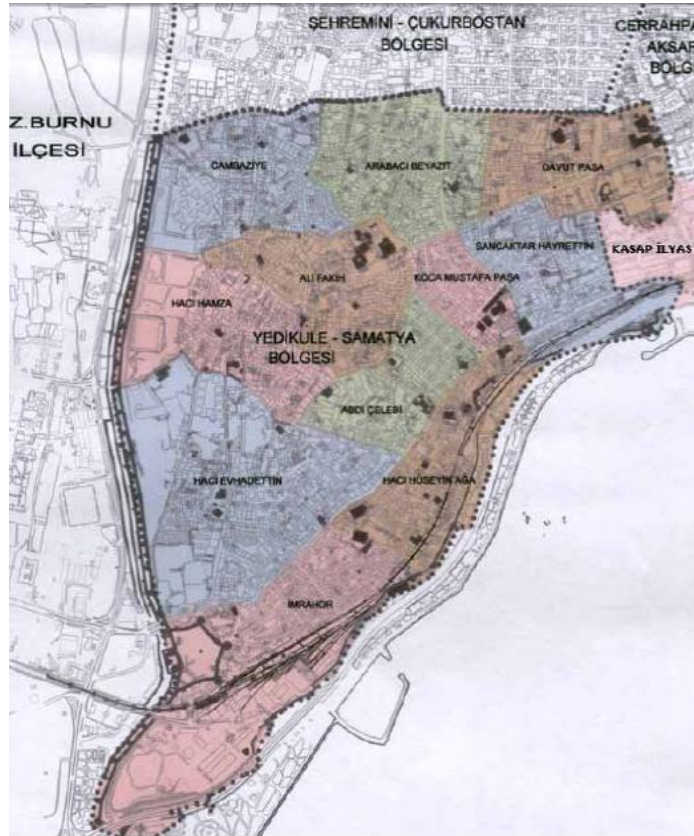 ŞEHREMİNİ - ÇUKURBOSTAN
BÖLGESİ
CERRAHPA
AKSAR
BÖLG
Z.BURNU
İLÇESİ
CAMBAZİYE
ARABACI BEYAZIT
DAVUT PAŞA
SANCAKTAR HAYRETTİN
KASAP İLYAS
ALİ FAKIH
KOCA MUSTAFA PAŞA
HACI HAMZA
YEDİKULE - SAMATYA
BÖLGESİ
ABDİ ÇELEBİ
HACI EVHADETTİN
HACI HÜSEYİN AĞA
İMRAHOR